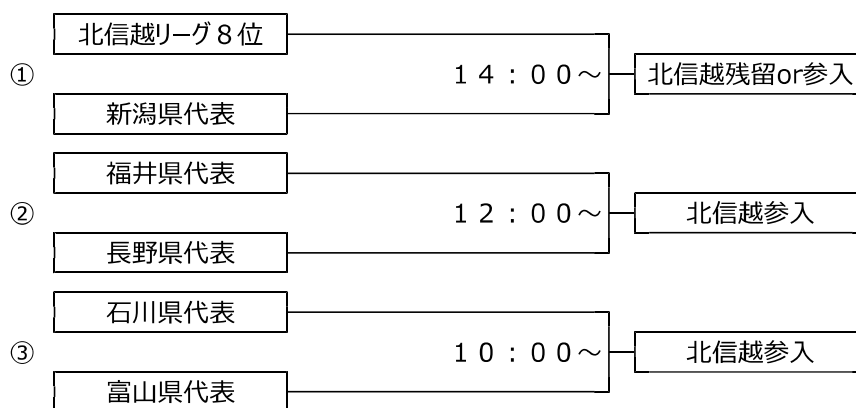 北信越リーグ８位
①
１４：００～
北信越残留or参入
新潟県代表
福井県代表
②
１２：００～
北信越参入
長野県代表
石川県代表
③
１０：００～
北信越参入
富山県代表